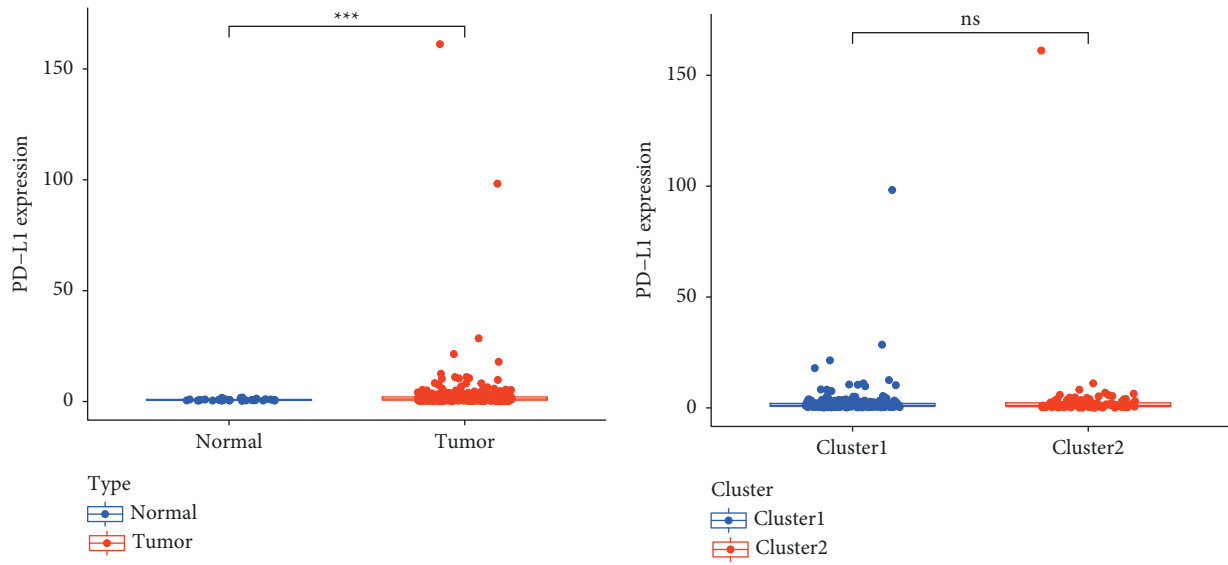 ***
150
100
50
0
PD−L1 expression
Normal
Tumor
Type
Normal
Tumor
ns
150
100
50
0
PD−L1 expression
Cluster1
Cluster2
Cluster
Cluster1
Cluster2